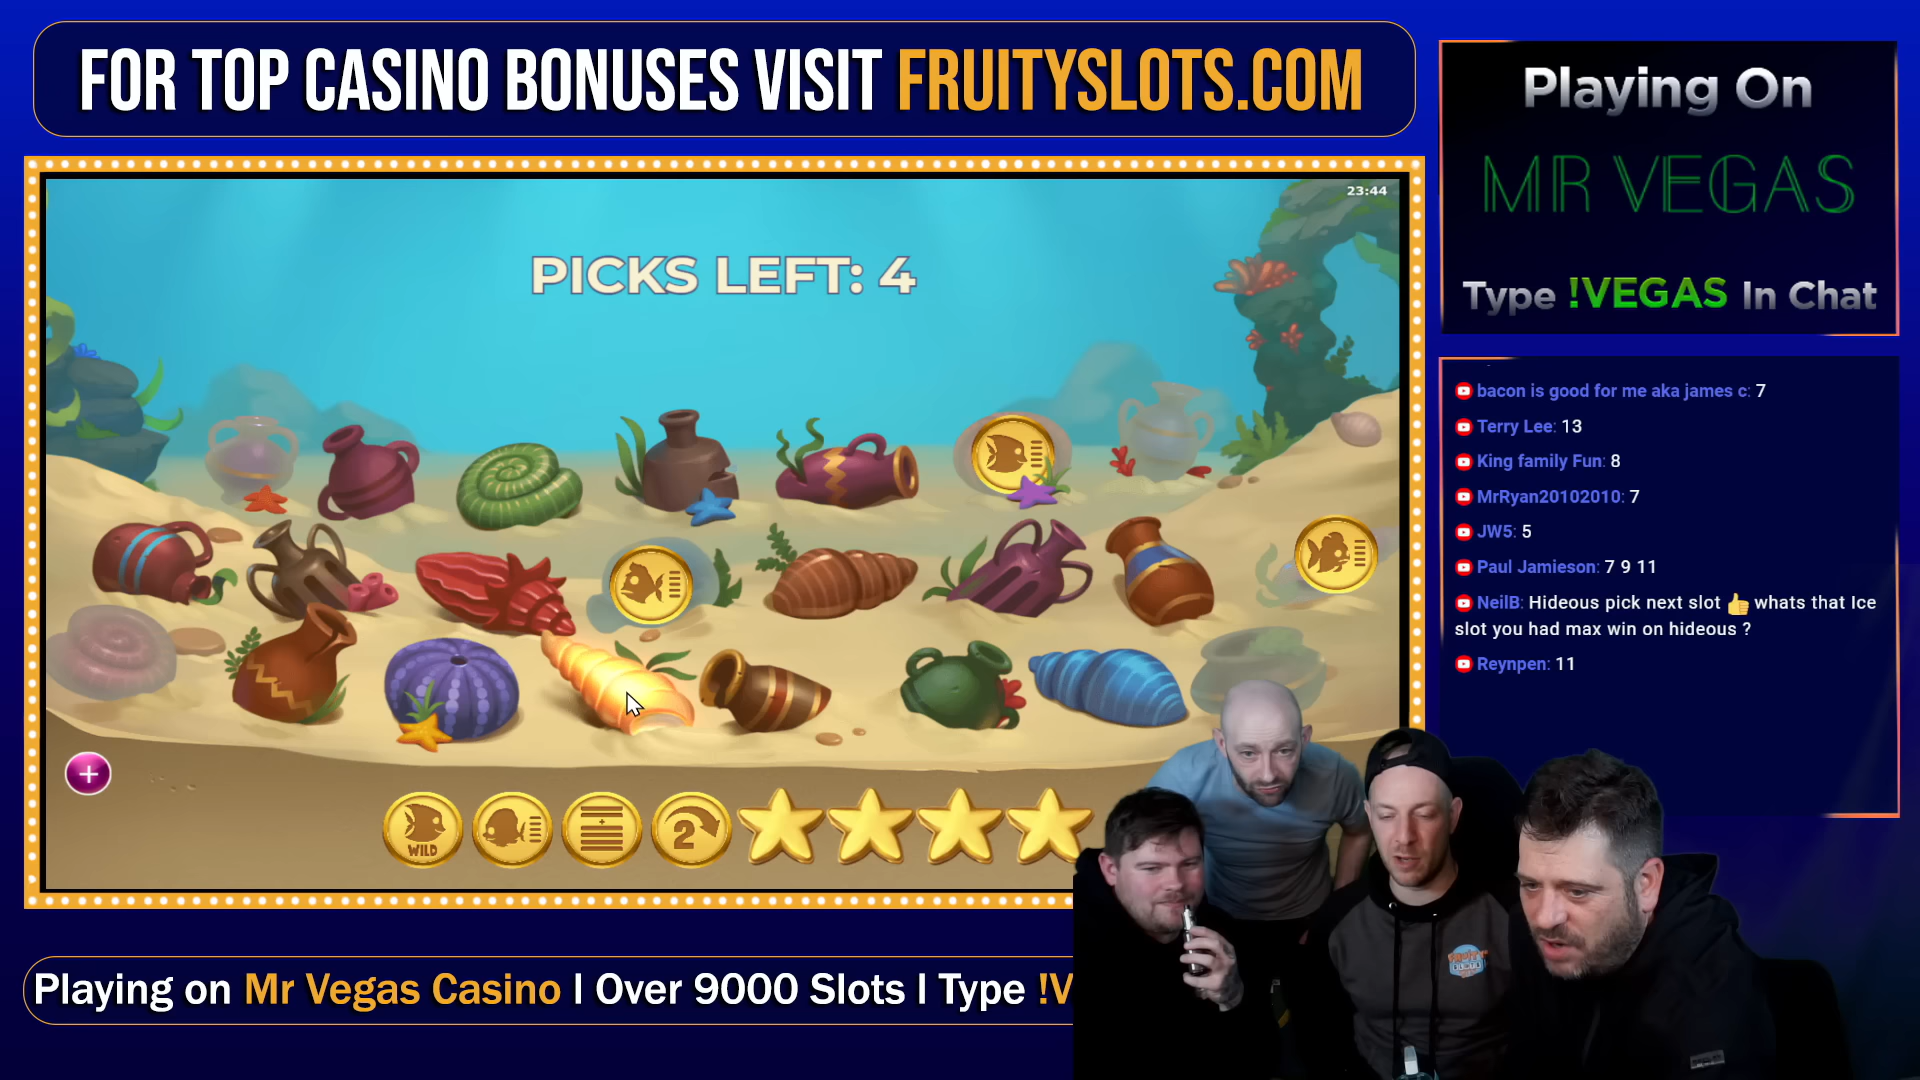 FOR TOP CASINO BONUSES VISIT FRUITYSLOTS.COM
23:44
PICKS LEFT: 4
WILD
2
Playing On
MR VEGAS
Type !VEGAS In Chat
bacon is good for me aka james c: 7
Terry Lee: 13
King family Fun: 8
MrRyan20102010: 7
JW5: 5
Paul Jamieson: 7 9 11
NeilB: Hideous pick next slot 👍 whats that Ice
slot you had max win on hideous ?
Reynpen: 11
Playing on Mr Vegas Casino I Over 9000 Slots I Type !V